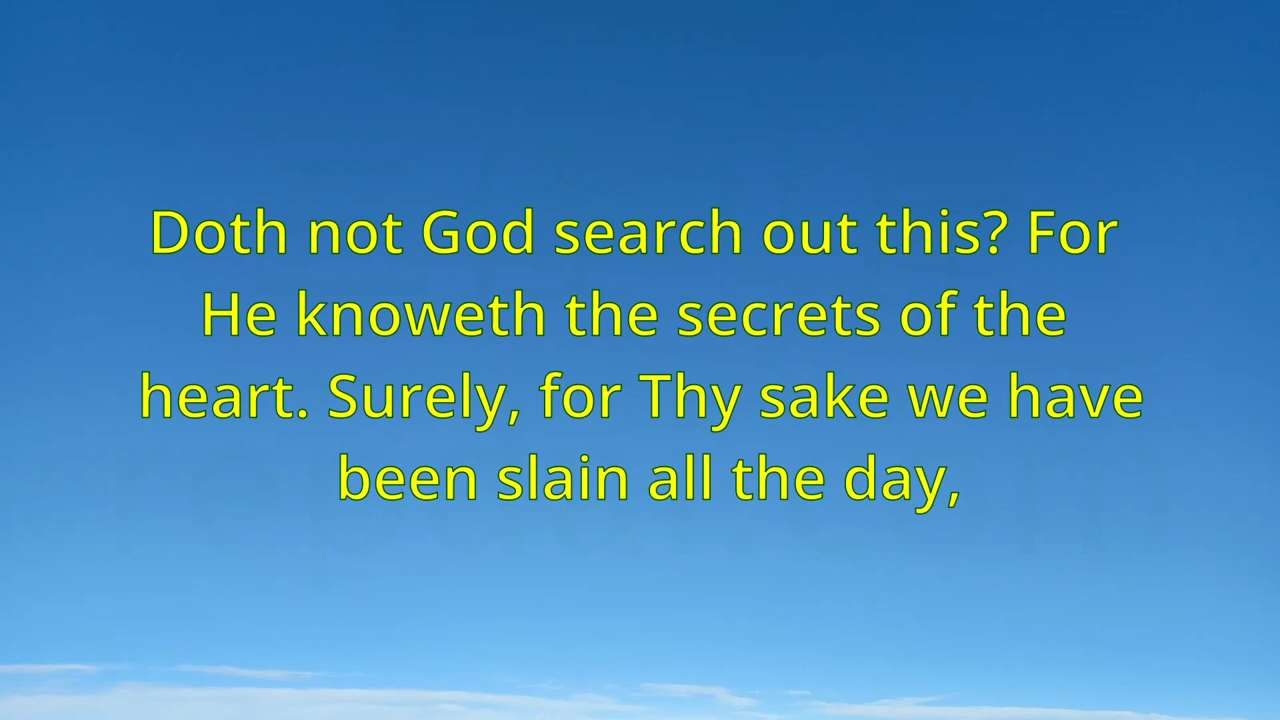 Doth not God search out this? For
He knoweth the secrets of the
heart. Surely, for Thy sake we have
been slain all the day,